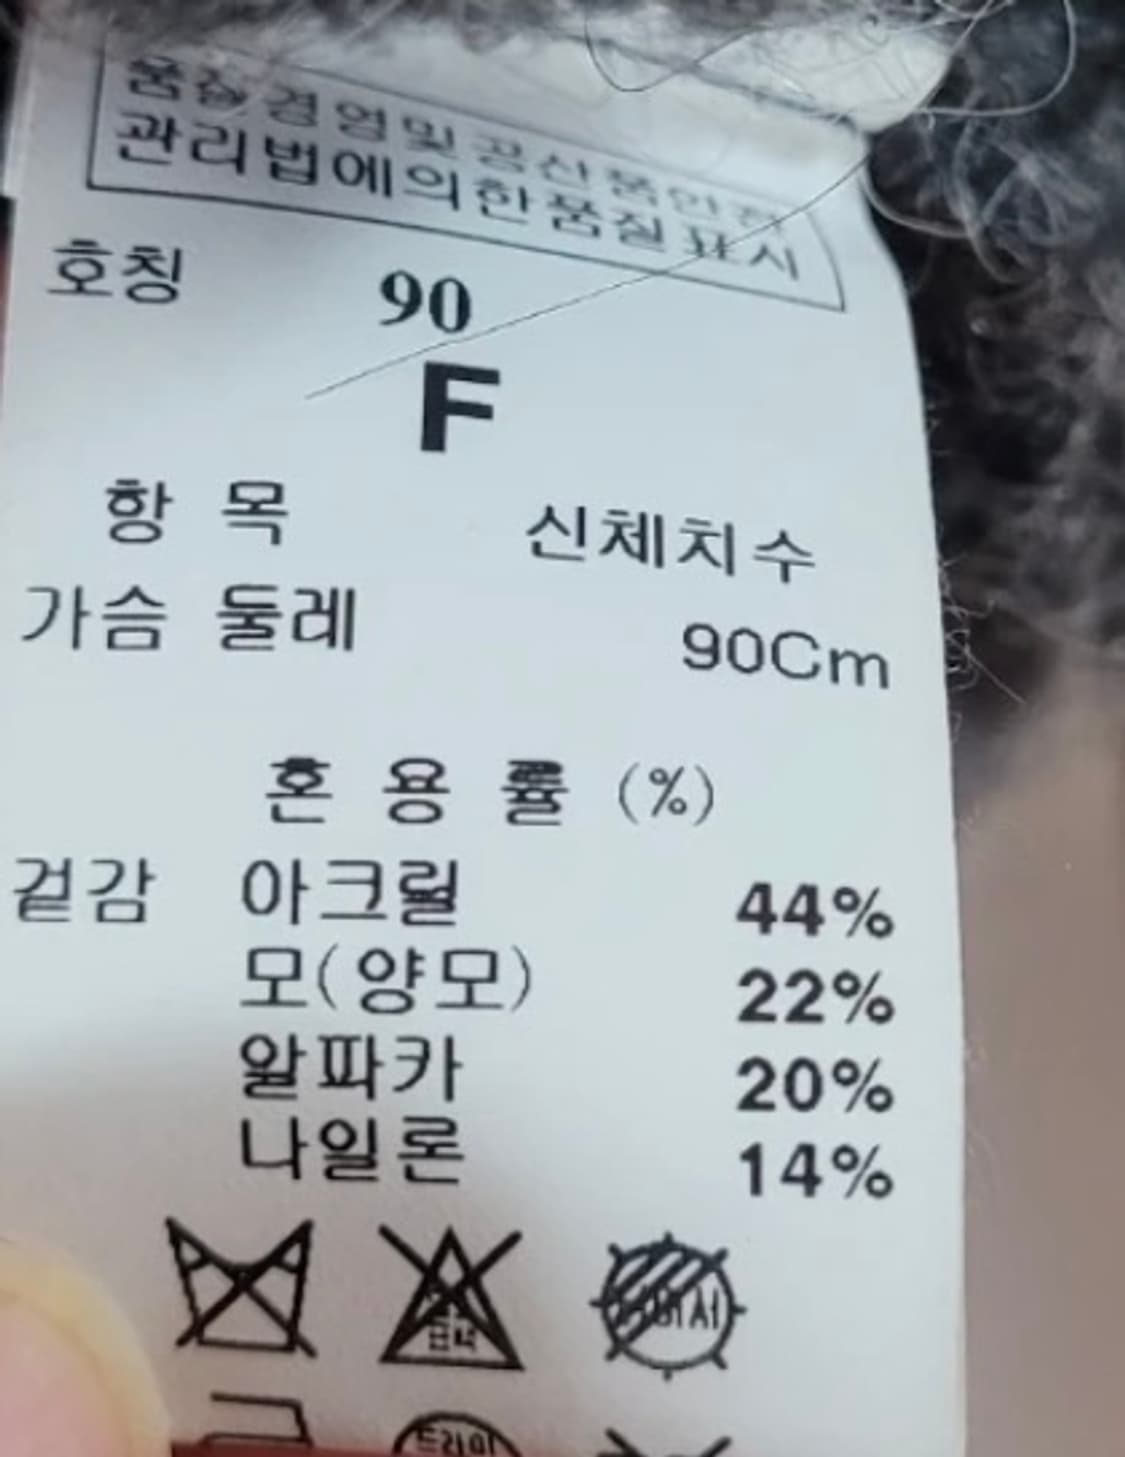 품질경영및공산품안전
관리법에의한품질표시
호칭 90
F
항 목 신체치수
가슴 둘레 90Cm
혼 용 률 (%)
겉감 아크릴 44%
모(양모) 22%
알파카 20%
나일론 14%